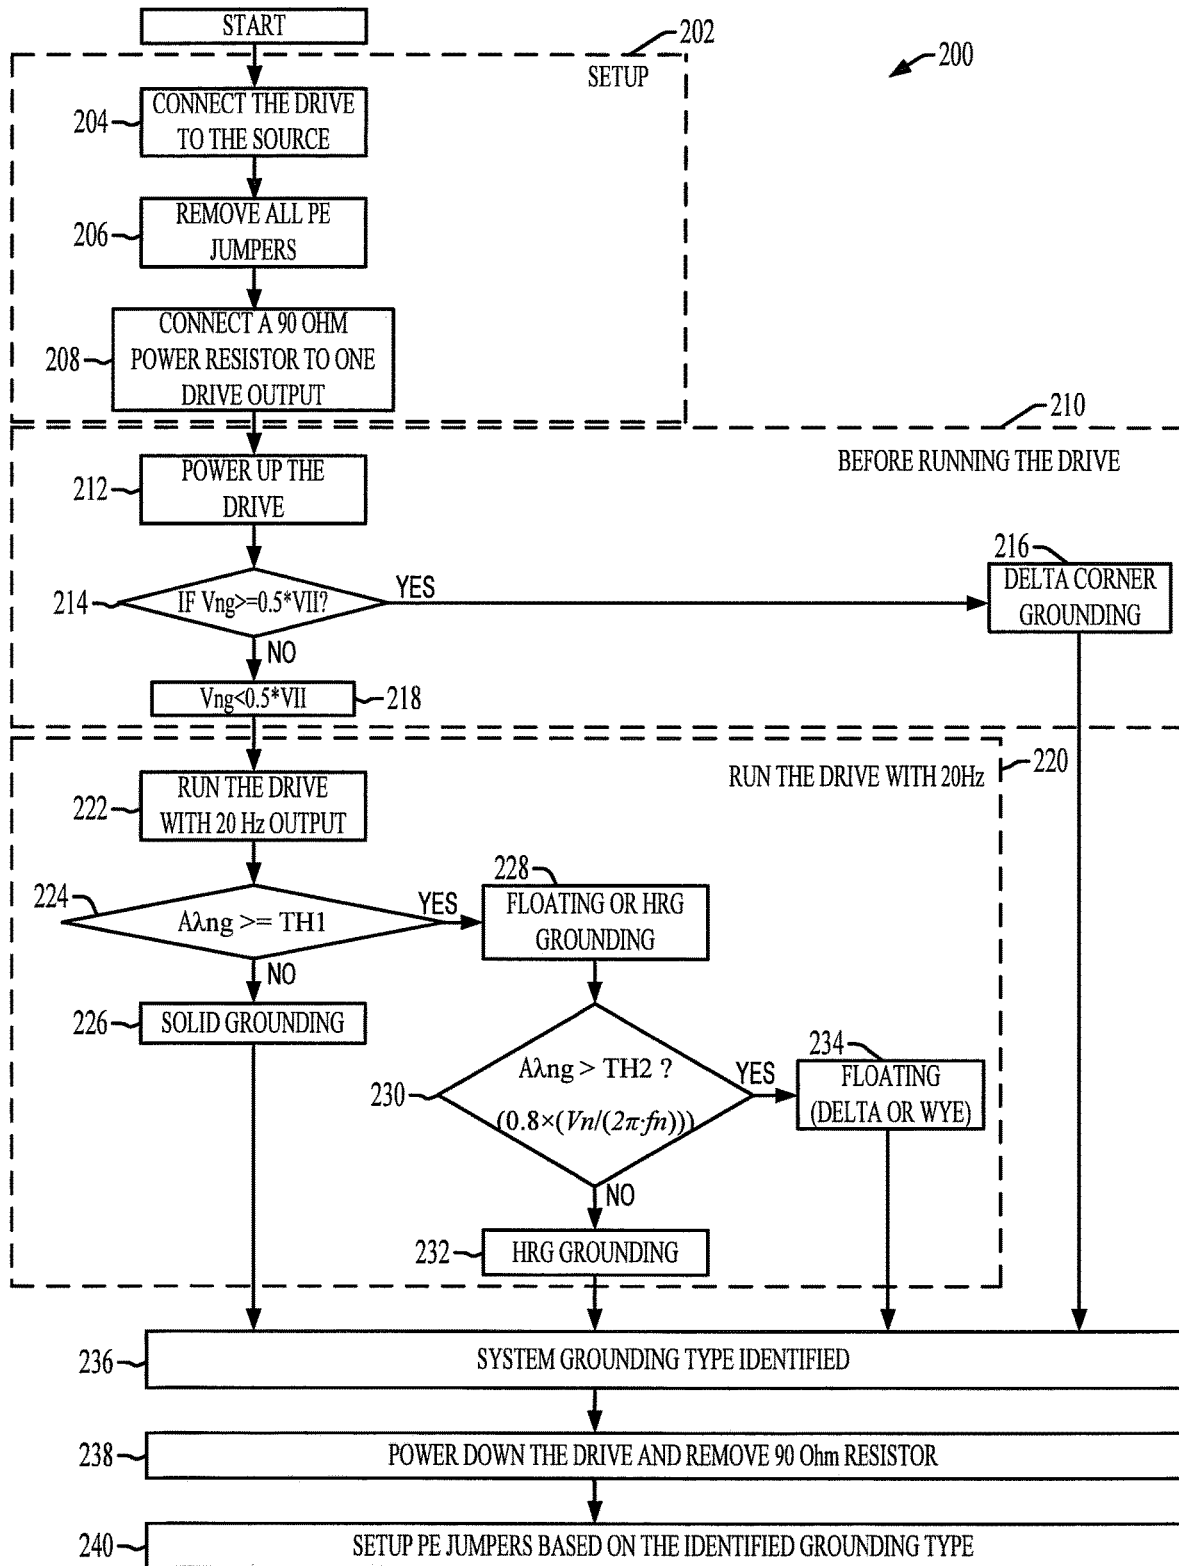 START
202
SETUP
200
204
CONNECT THE DRIVE
TO THE SOURCE
206
REMOVE ALL PE
JUMPERS
208
CONNECT A 90 OHM
POWER RESISTOR TO ONE
DRIVE OUTPUT
210
BEFORE RUNNING THE DRIVE
212
POWER UP THE
DRIVE
214
IF Vng>=0.5*VII?
YES
216
DELTA CORNER
GROUNDING
NO
Vng<0.5*VII
218
220
RUN THE DRIVE WITH 20Hz
222
RUN THE DRIVE
WITH 20 Hz OUTPUT
224
Aλng >= TH1
YES
228
FLOATING OR HRG
GROUNDING
NO
226
SOLID GROUNDING
230
Aλng > TH2 ?
(0.8×(Vn/(2π·fn)))
YES
234
FLOATING
(DELTA OR WYE)
NO
232
HRG GROUNDING
236
SYSTEM GROUNDING TYPE IDENTIFIED
238
POWER DOWN THE DRIVE AND REMOVE 90 Ohm RESISTOR
240
SETUP PE JUMPERS BASED ON THE IDENTIFIED GROUNDING TYPE